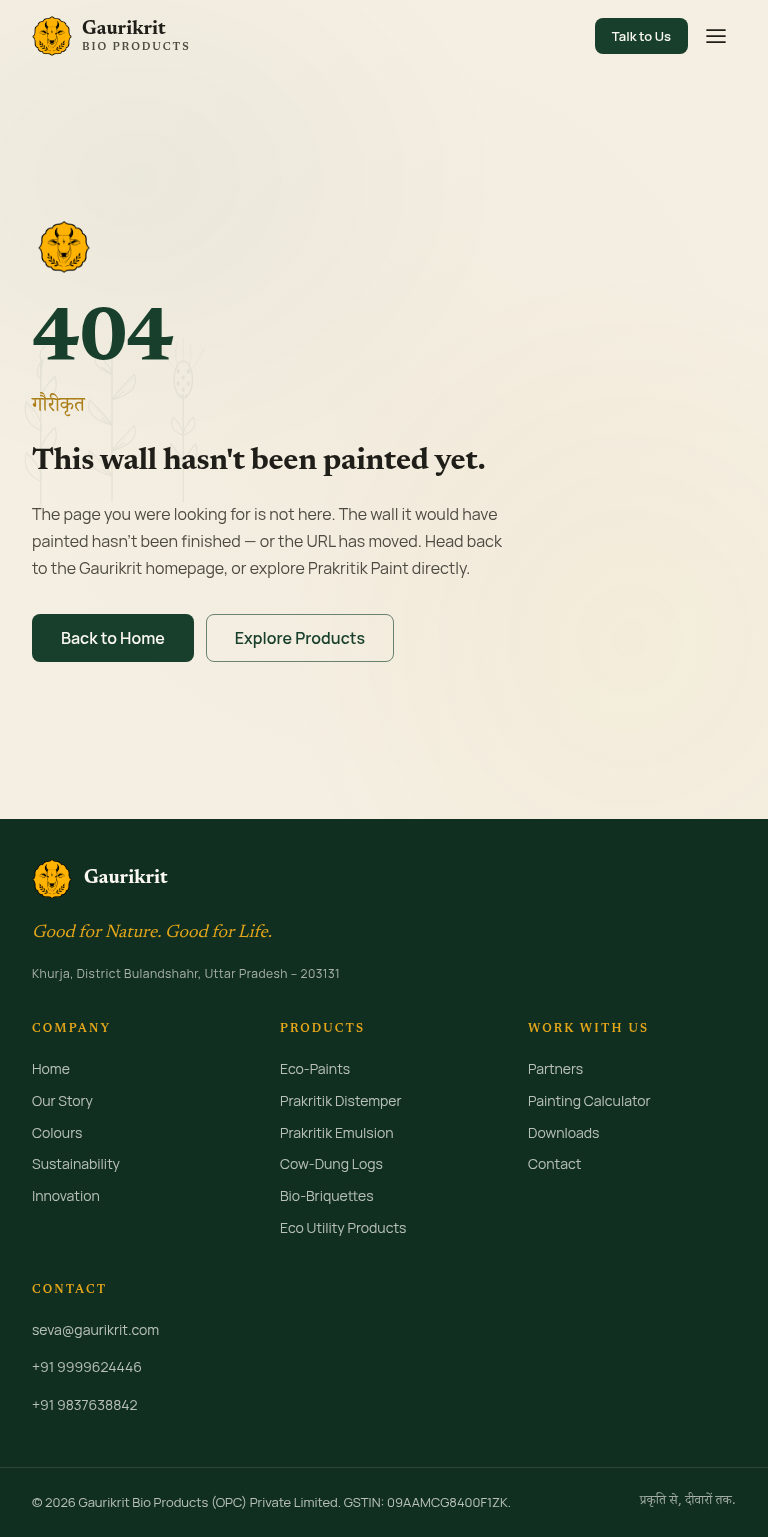 Gaurikrit
BIO PRODUCTS
Talk to Us
404
गौरीकृत
This wall hasn't been painted yet.
The page you were looking for is not here. The wall it would have
painted hasn't been finished — or the URL has moved. Head back
to the Gaurikrit homepage, or explore Prakritik Paint directly.
Back to Home
Explore Products
Gaurikrit
Good for Nature. Good for Life.
Khurja, District Bulandshahr, Uttar Pradesh – 203131
COMPANY
Home
Our Story
Colours
Sustainability
Innovation
PRODUCTS
Eco-Paints
Prakritik Distemper
Prakritik Emulsion
Cow-Dung Logs
Bio-Briquettes
Eco Utility Products
WORK WITH US
Partners
Painting Calculator
Downloads
Contact
CONTACT
seva@gaurikrit.com
+91 9999624446
+91 9837638842
© 2026 Gaurikrit Bio Products (OPC) Private Limited. GSTIN: 09AAMCG8400F1ZK.
प्रकृति से, दीवारों तक.